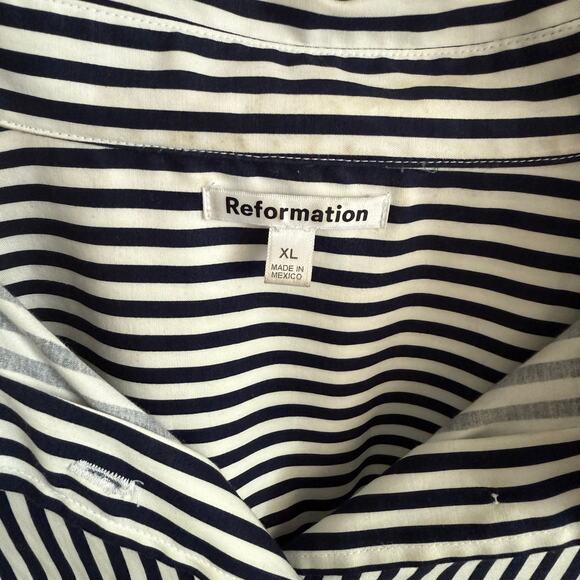 Reformation
XL
MADE IN
MEXICO